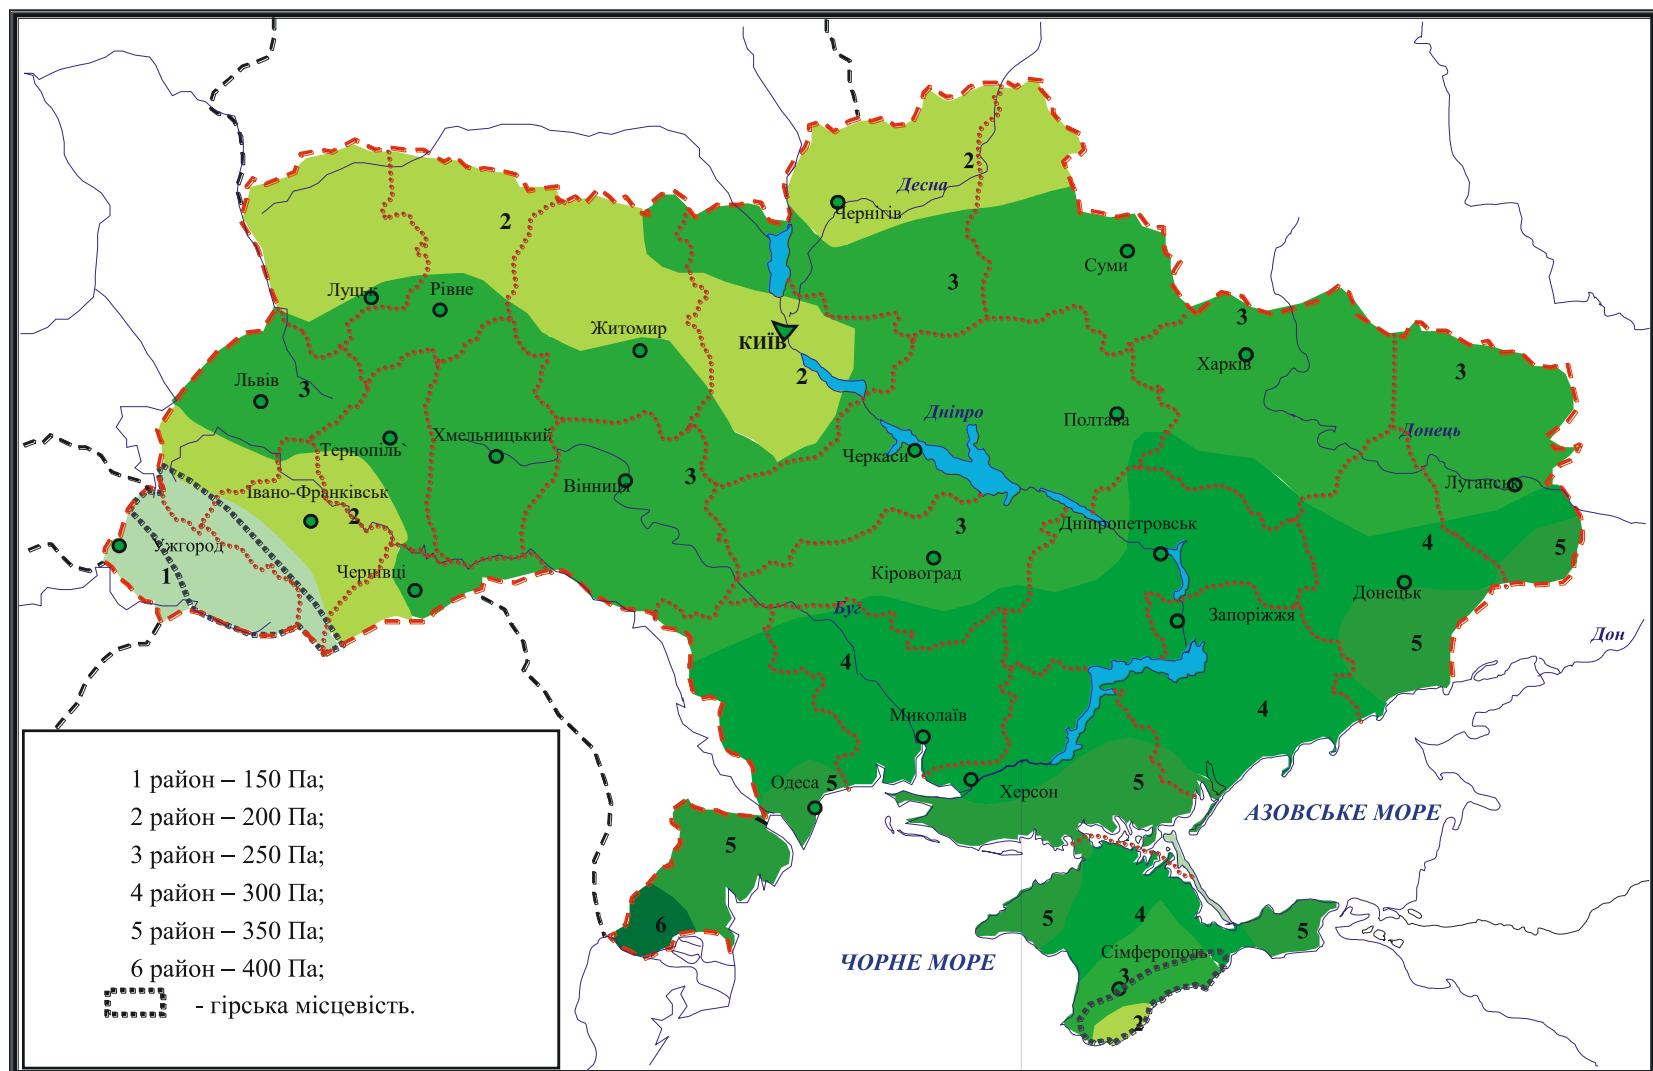 2
Десна
Чернігів
2
Суми
3
Луцьк
Рівне
3
Житомир
КИЇВ
Харків
2
3
Львів
3
Дніпро
Полтава
Донець
Тернопіль`
Хмельницький
Черкаси
Вінниця
3
Луганськ
Івано-Франківськ
2
3
Дніпропетровськ
Ужгород
4
5
1
Чернівці
Кіровоград
Донецьк
Буг
Запоріжжя
Дон
4
5
Миколаїв
4
Одеса
5
Херсон
5
АЗОВСЬКЕ МОРЕ
5
6
5
4
5
Сімферополь
ЧОРНЕ МОРЕ
3
2
1 район – 150 Па;
2 район – 200 Па;
3 район – 250 Па;
4 район – 300 Па;
5 район – 350 Па;
6 район – 400 Па;
- гірська місцевість.